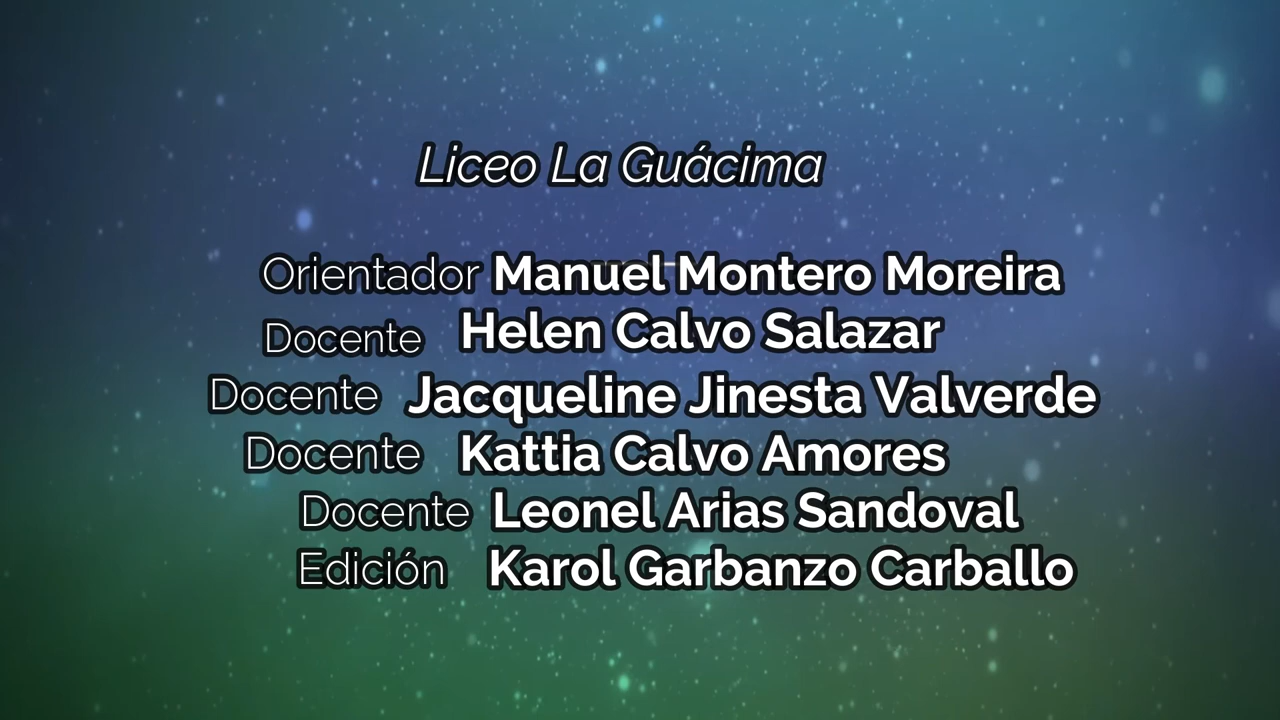 Liceo La Guácima
Orientador Manuel Montero Moreira
Docente Helen Calvo Salazar
Docente Jacqueline Jinesta Valverde
Docente Kattia Calvo Amores
Docente Leonel Arias Sandoval
Edición Karol Garbanzo Carballo